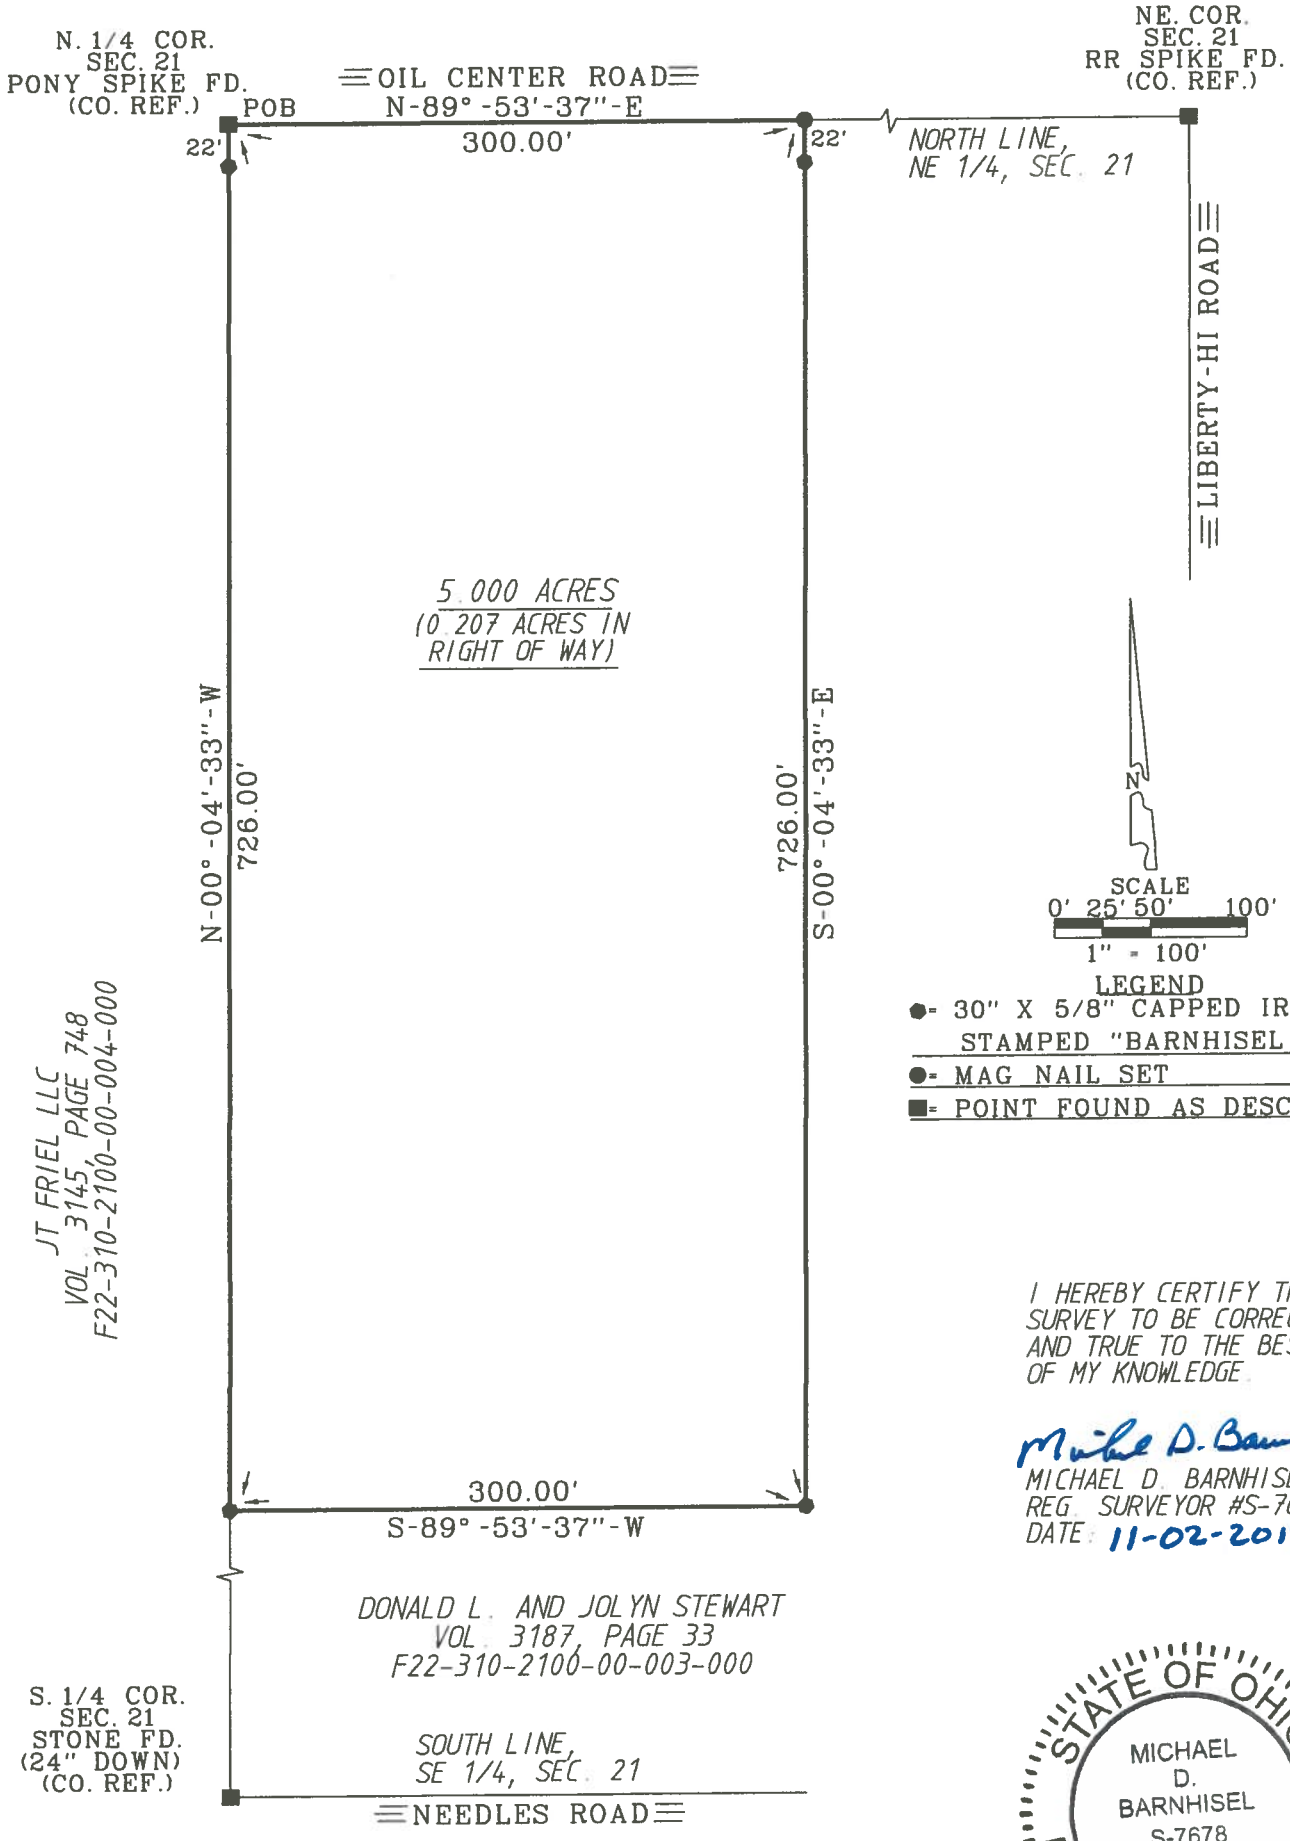 N. 1/4 COR.
SEC. 21
PONY SPIKE FD.
(CO. REF.)
POB
OIL CENTER ROAD
N-89°-53'-37"-E
300.00'
22'
22'
NE. COR.
SEC. 21
RR SPIKE FD.
(CO. REF.)
NORTH LINE,
NE 1/4, SEC. 21
LIBERTY-HI ROAD
5.000 ACRES
(0.207 ACRES IN
RIGHT OF WAY)
N-00°-04'-33"-W
726.00'
726.00'
S-00°-04'-33"-E
N
SCALE
0' 25' 50' 100'
1" = 100'
LEGEND
= 30" X 5/8" CAPPED IR
STAMPED "BARNHISEL
= MAG NAIL SET
= POINT FOUND AS DESC
JT FRIEL LLC
VOL. 3145, PAGE 748
F22-310-2100-00-004-000
I HEREBY CERTIFY
SURVEY TO BE
AND TRUE TO THE
OF MY KNOWLEDGE.
Michael D.
MICHAEL D. BARNHISE
REG. SURVEYOR #S-76
DATE: 11-02-201
300.00'
S-89°-53'-37"-W
DONALD L. AND JOLYN STEWART
VOL. 3187, PAGE 33
F22-310-2100-00-003-000
S. 1/4 COR.
SEC. 21
STONE FD.
(24" DOWN)
(CO. REF.)
SOUTH LINE,
SE 1/4, SEC. 21
NEEDLES ROAD
STATE OF OHIO
MICHAEL
D.
BARNHISEL
S-7678